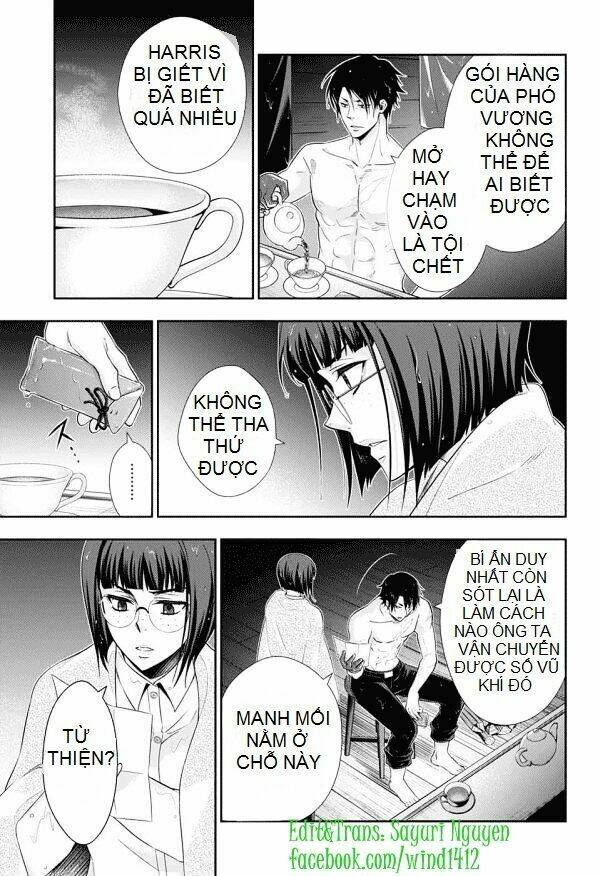 GÓI HÀNG
CỦA PHÓ
VƯƠNG
KHÔNG
THỂ ĐỂ
AI BIẾT
ĐƯỢC
MỞ
HAY
CHẠM
VÀO
LÀ TỘI
CHẾT
HARRIS
BỊ GIẾT VÌ
ĐÃ BIẾT
QUÁ NHIỀU
KHÔNG
THỂ THA
THỨ
ĐƯỢC
.........
BÍ ẨN DUY
NHẤT CÒN
SÓT LẠI LÀ
LÀM CÁCH
NÀO ÔNG TA
VẬN CHUYỂN
ĐƯỢC SỐ VŨ
KHÍ ĐÓ
MANH MỐI
NẰM Ở
CHỖ NÀY
TỪ
THIỆN?
Edit&Trans: Sayuri Nguyen
facebook.com/wind1412